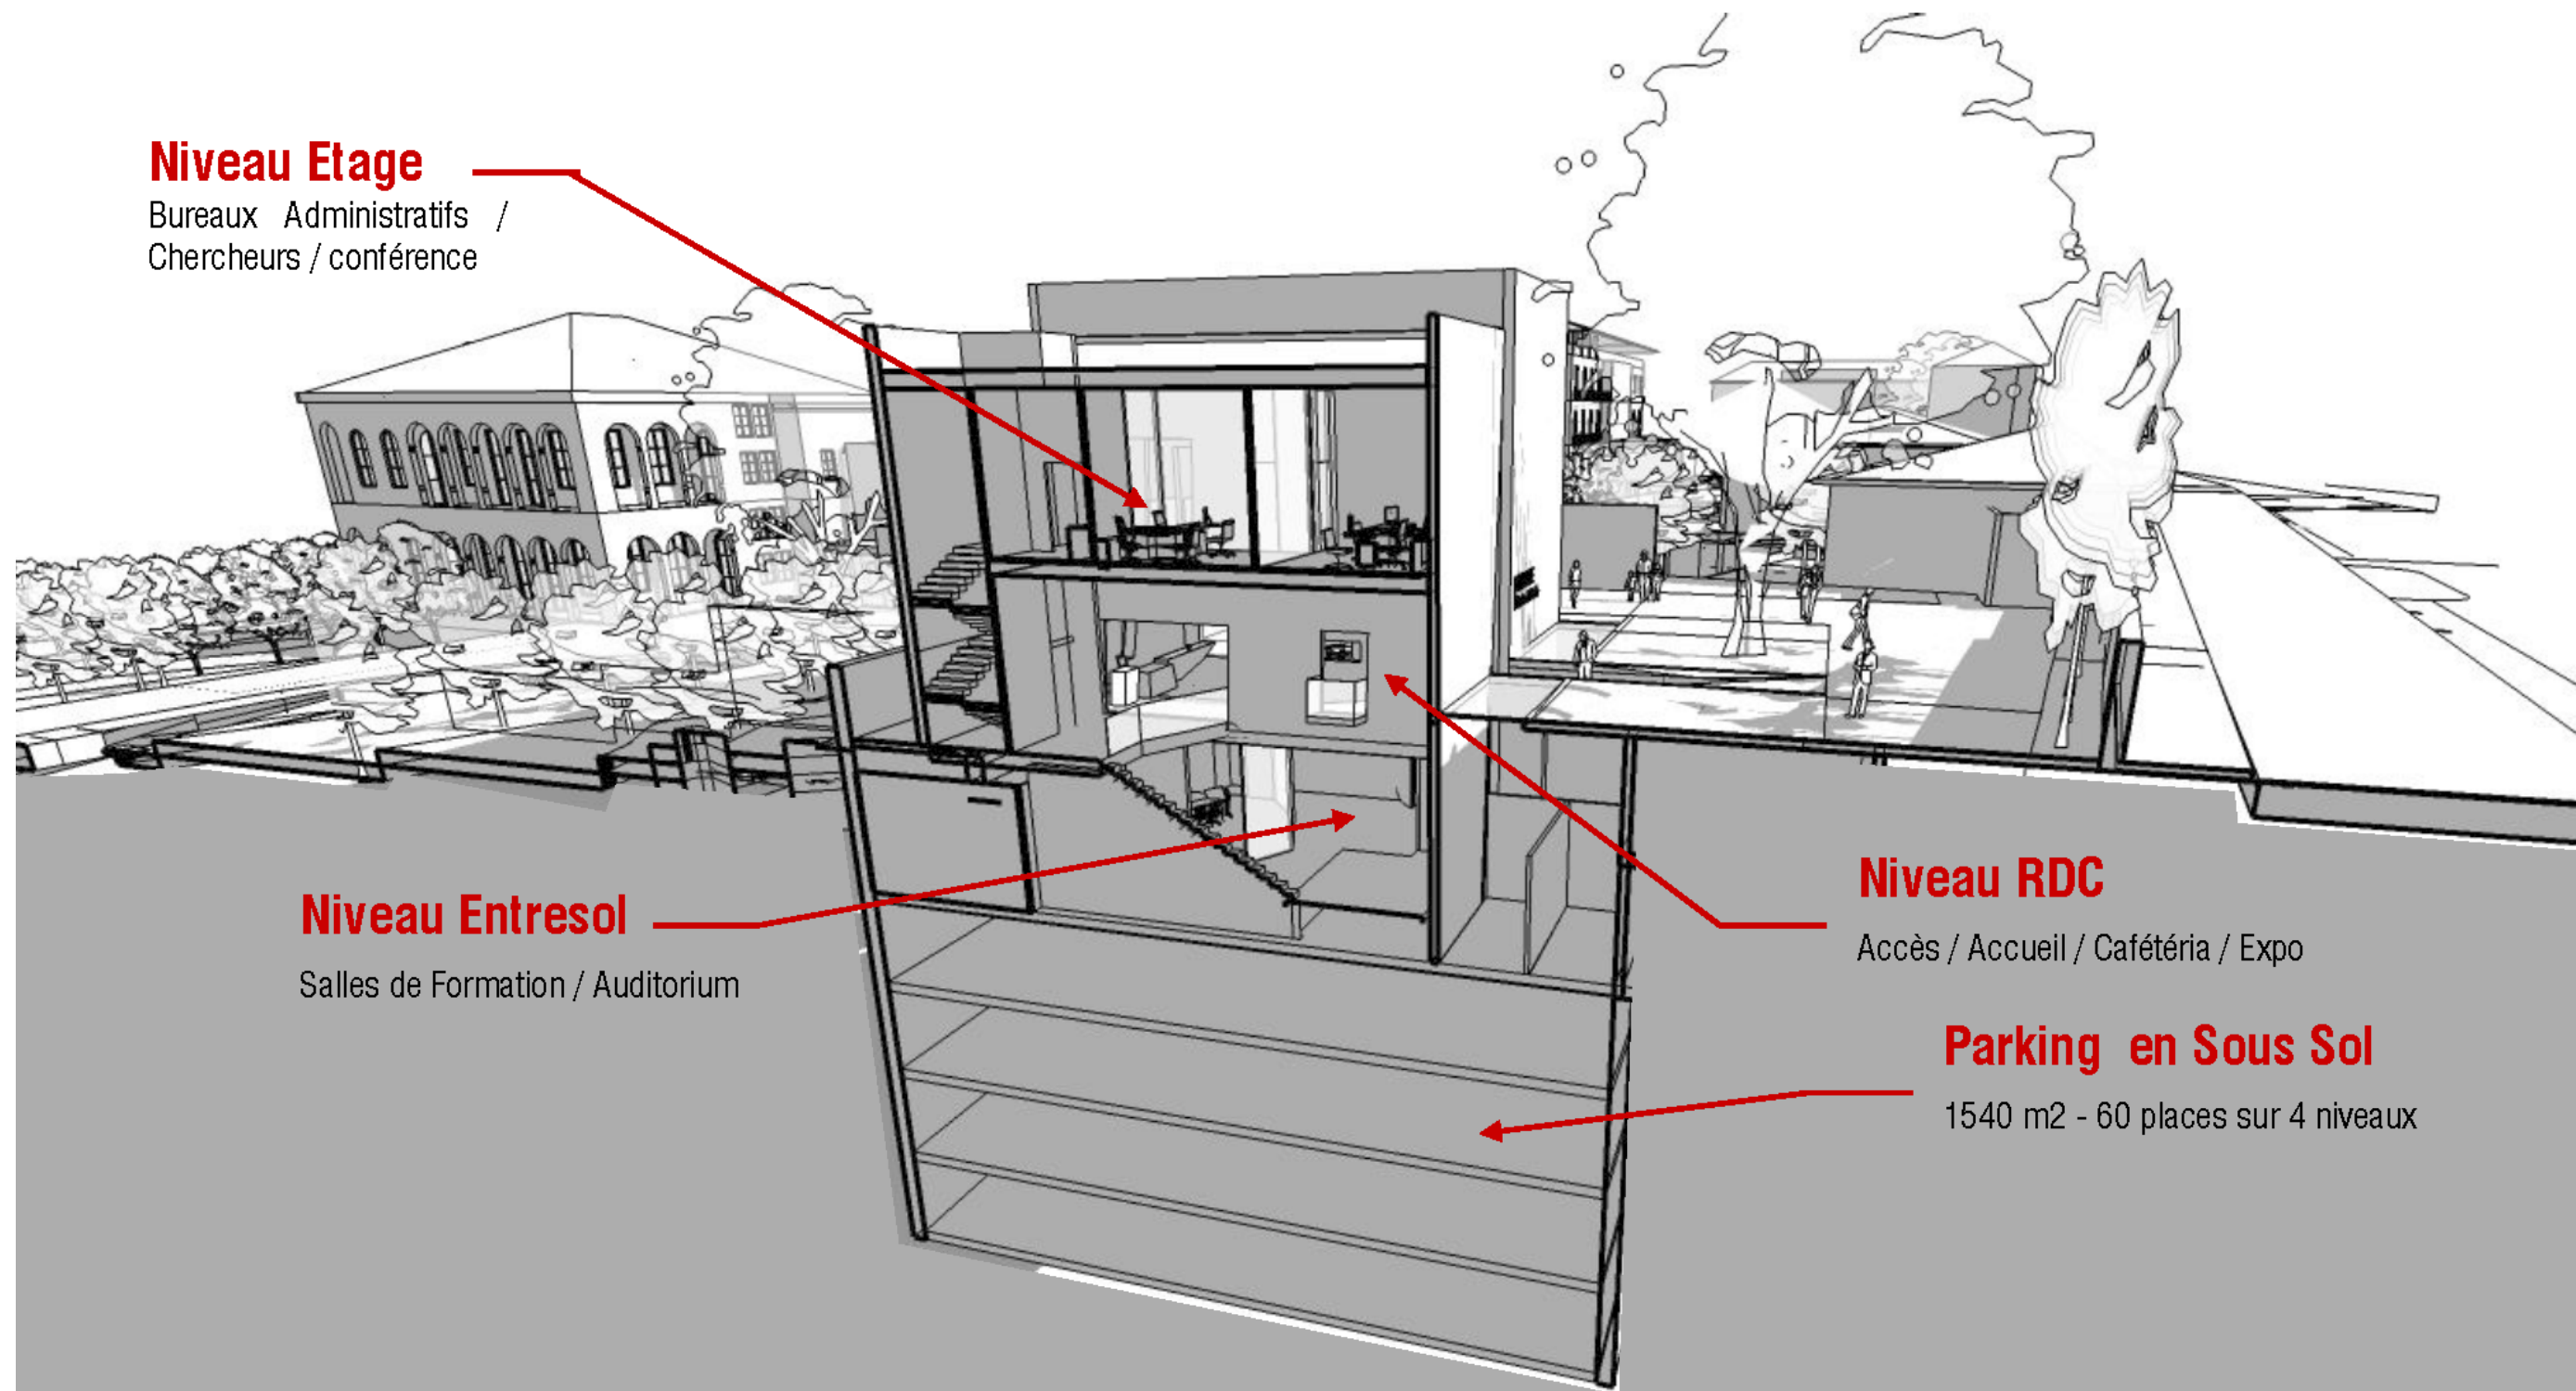 Niveau Etage
Bureaux Administratifs /
Chercheurs / conférence
Niveau Entresol
Salles de Formation / Auditorium
Niveau RDC
Accès / Accueil / Cafétéria / Expo
Parking en Sous Sol
1540 m2 - 60 places sur 4 niveaux